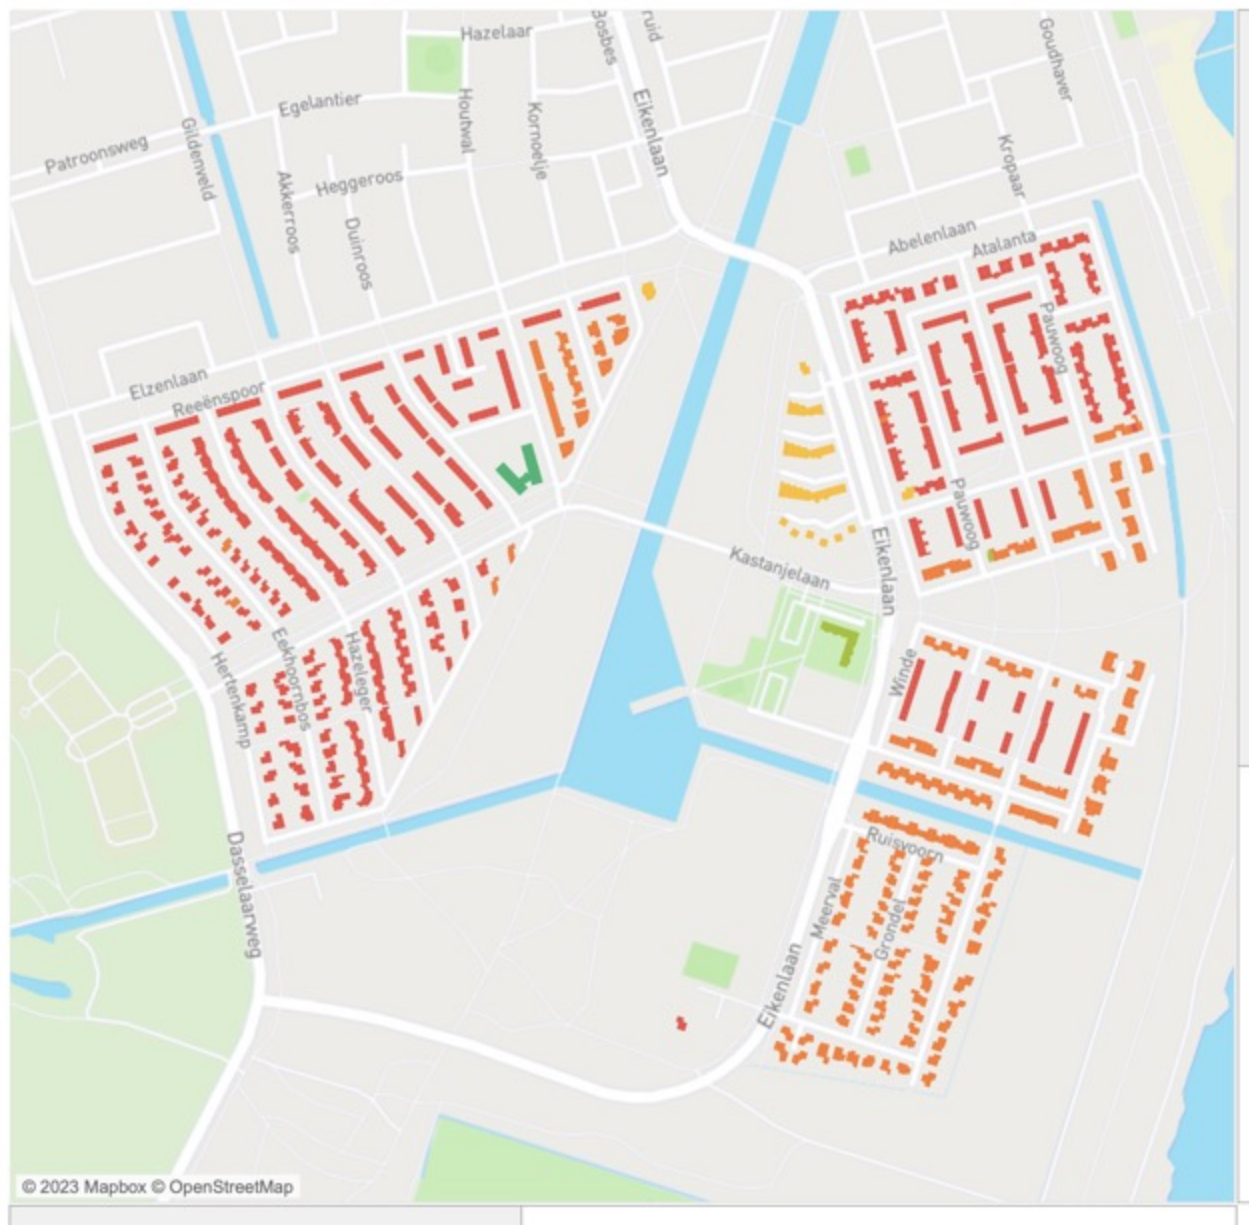 Hazelaar
Bosbes
ruid
Goudhaver
Egelantier
Houtwal
Kornoelje
Eikenlaan
Patroonsweg
Gildenveld
Kropaar
Akkerroos
Heggeroos
Duinroos
Abelenlaan
Atalanta
Pauwoog
Elzenlaan
Reeënspoor
Pauwoog
Eikenlaan
Kastanjelaan
Hertenkamp
Eekhoornbos
Hazeleger
Winde
Dasselaarweg
Ruisvoorn
Meerval
Grondel
Eikenlaan
© 2023 Mapbox © OpenStreetMap